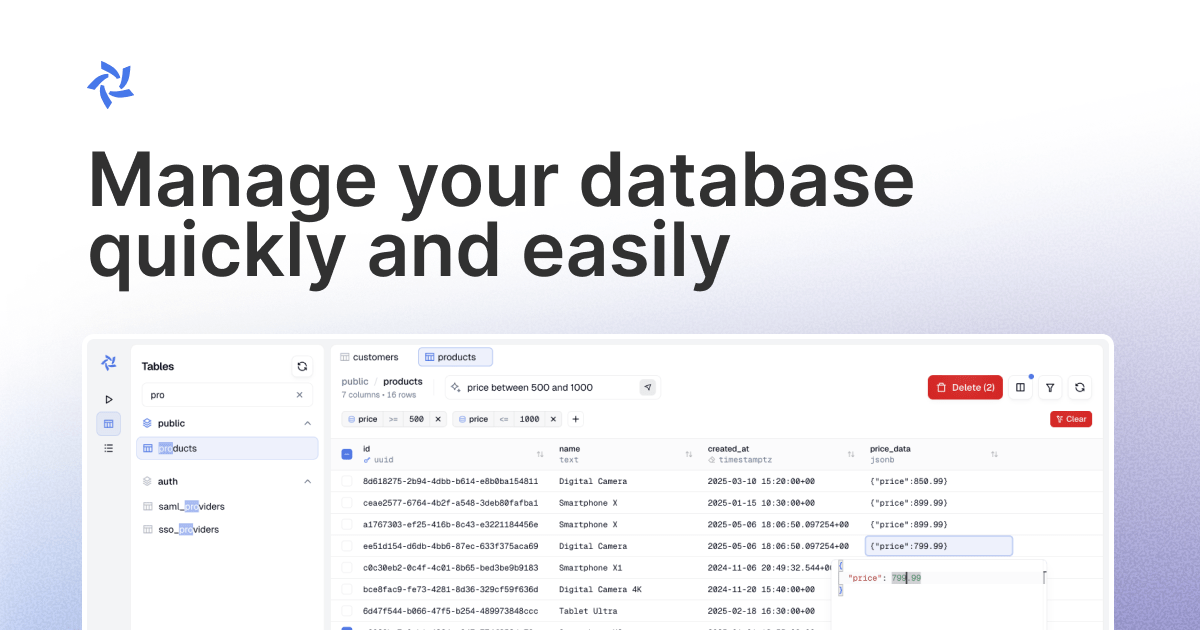 Manage your database
quickly and easily
Tables
pro
public
products
auth
saml_providers
sso_providers
customers
products
public / products
7 columns • 16 rows
price between 500 and 1000
Delete (2)
price >= 500
price <= 1000
Clear
id
uuid
name
text
created_at
timestamptz
price_data
jsonb
8d618275-2b94-4dbb-b614-e8b0ba154811 Digital Camera 2025-03-10 15:20:00+00 {"price":850.99}
ceae2577-6764-4b2f-a548-3deb80fafba1 Smartphone X 2025-01-15 10:30:00+00 {"price":899.99}
a1767303-ef25-416b-8c43-e3221184456e Smartphone X 2025-05-06 18:06:50.097254+00 {"price":899.99}
ee51d154-d6db-4bb6-87ec-633f375aca69 Digital Camera 2025-05-06 18:06:50.097254+00 {"price":799.99}
c0c30eb2-0c4f-4c01-8b65-bed3be9b9183 Smartphone X1 2024-11-06 20:49:32.544+0
{
"price": 799.99
}
bce8fac9-fe73-4281-8d36-329cf59f636d Digital Camera 4K 2024-11-20 15:40:00+00
6d47f544-b066-47f5-b254-489973848ccc Tablet Ultra 2025-02-18 16:30:00+00